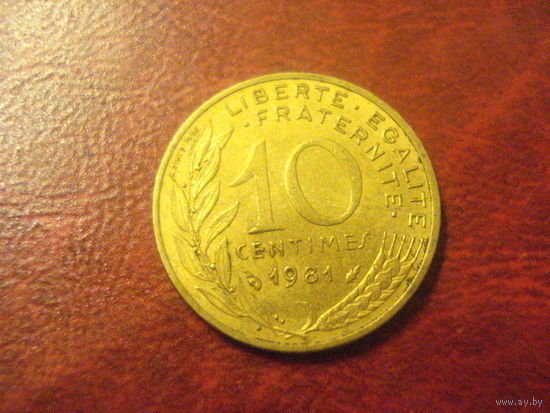 LIBERTE · EGALITE
· FRATERNITE ·
10
CENTIMES
1981
www.ay.by